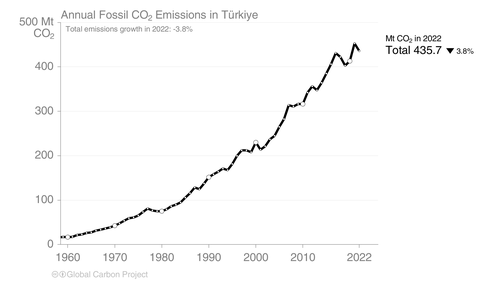 Annual Fossil CO₂ Emissions in Türkiye
500 Mt
CO₂
Total emissions growth in 2022: -3.8%
400
300
200
100
0
1960 1970 1980 1990 2000 2010 2022
Mt CO₂ in 2022
Total 435.7 ▼ 3.8%
Global Carbon Project